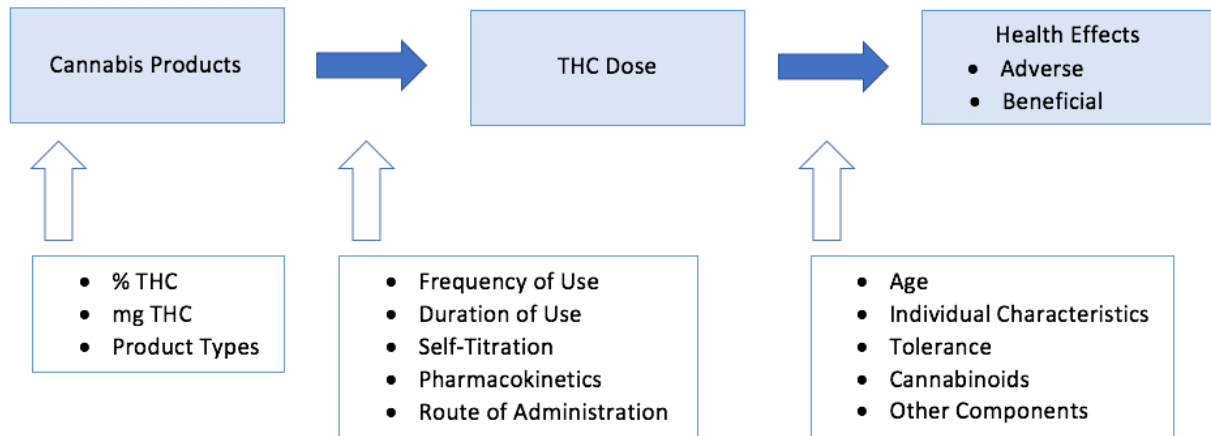 Cannabis Products
THC Dose
Health Effects
• Adverse
• Beneficial
• % THC
• mg THC
• Product Types
• Frequency of Use
• Duration of Use
• Self-Titration
• Pharmacokinetics
• Route of Administration
• Age
• Individual Characteristics
• Tolerance
• Cannabinoids
• Other Components